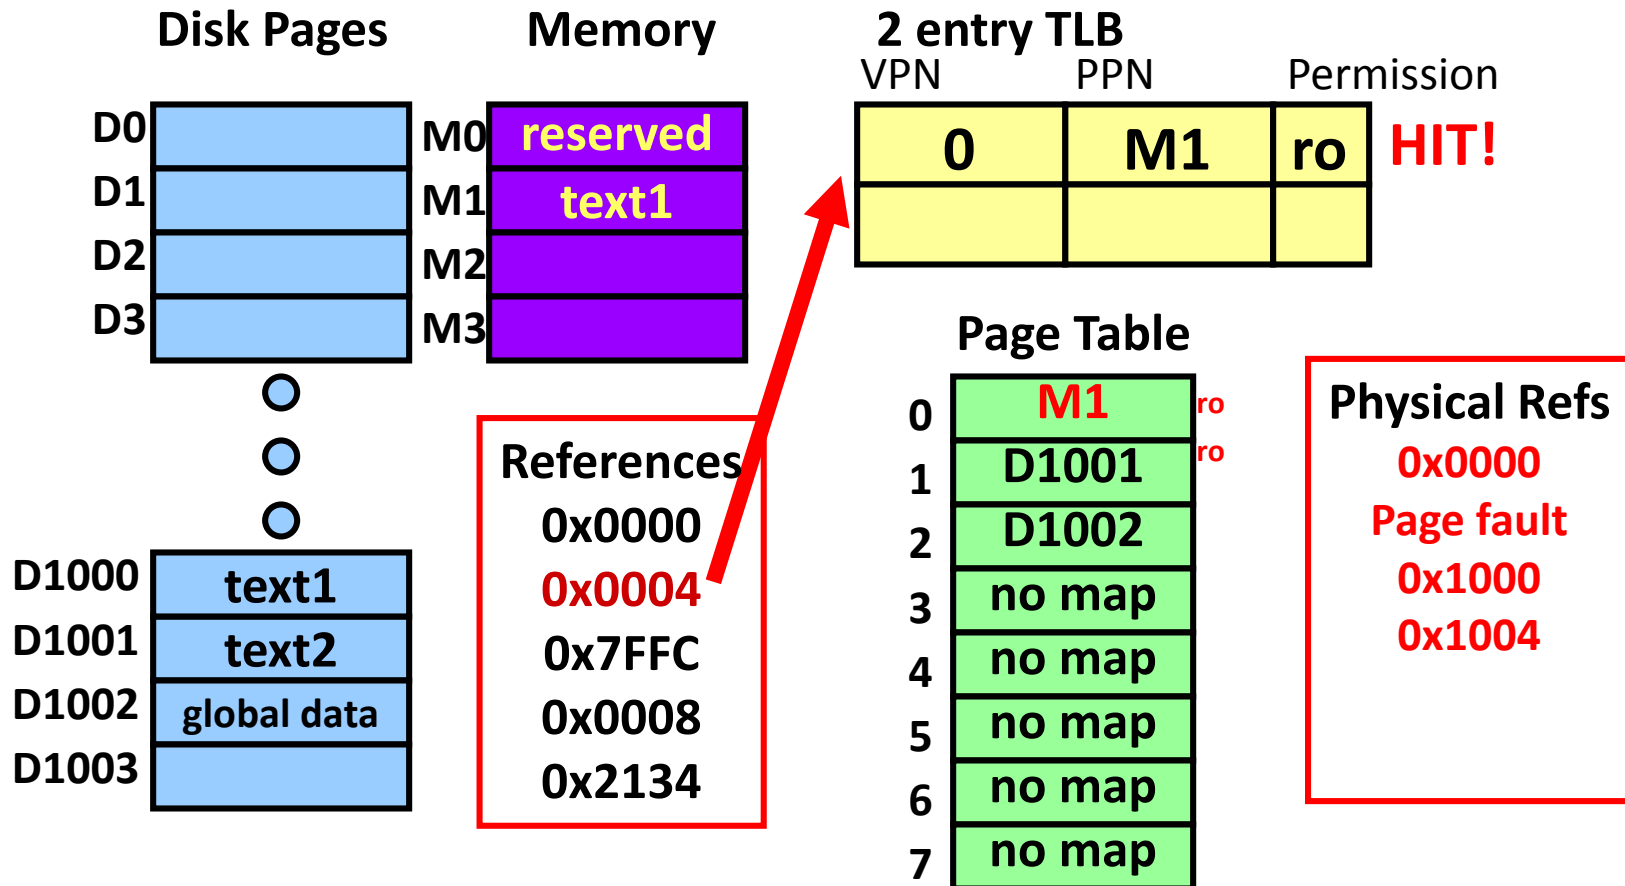 Disk Pages
D0
D1
D2
D3
D1000 text1
D1001 text2
D1002 global data
D1003
Memory
M0 reserved
M1 text1
M2
M3
References
0x0000
0x0004
0x7FFC
0x0008
0x2134
2 entry TLB
VPN PPN Permission
0 M1 ro HIT!
Page Table
0 M1 ro
1 D1001 ro
2 D1002
3 no map
4 no map
5 no map
6 no map
7 no map
Physical Refs
0x0000
Page fault
0x1000
0x1004